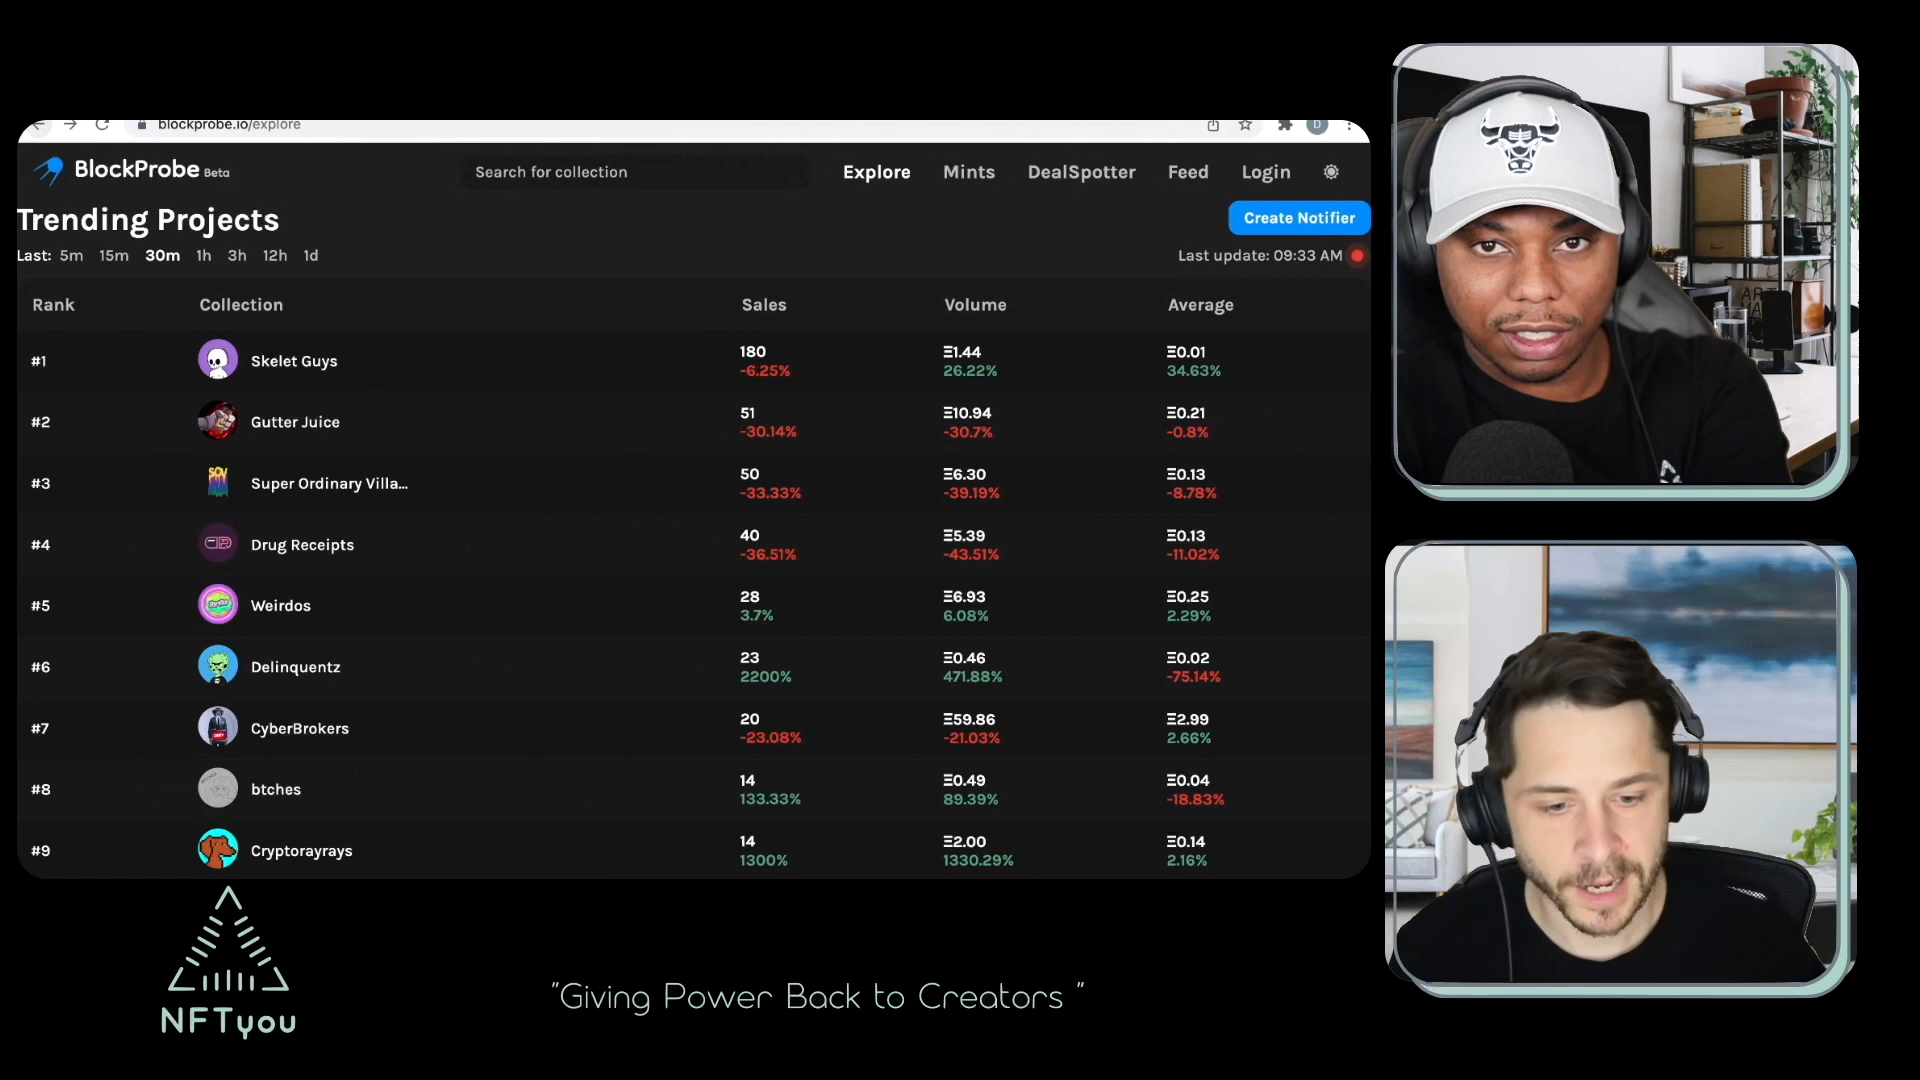 blockprobe.io/explore
D
BlockProbe Beta
Search for collection
Explore Mints DealSpotter Feed Login
Trending Projects
Create Notifier
Last: 5m 15m 30m 1h 3h 12h 1d
Last update: 09:33 AM
Rank Collection Sales Volume Average
#1 Skelet Guys 180 Ξ1.44 Ξ0.01
-6.25% 26.22% 34.63%
#2 Gutter Juice 51 Ξ10.94 Ξ0.21
-30.14% -30.7% -0.8%
#3 SOV Super Ordinary Villa... 50 Ξ6.30 Ξ0.13
-33.33% -39.19% -8.78%
#4 Drug Receipts 40 Ξ5.39 Ξ0.13
-36.51% -43.51% -11.02%
#5 Weirdos 28 Ξ6.93 Ξ0.25
3.7% 6.08% 2.29%
#6 Delinquentz 23 Ξ0.46 Ξ0.02
2200% 471.88% -75.14%
#7 CyberBrokers 20 Ξ59.86 Ξ2.99
-23.08% -21.03% 2.66%
#8 btches 14 Ξ0.49 Ξ0.04
133.33% 89.39% -18.83%
#9 Cryptorayrays 14 Ξ2.00 Ξ0.14
1300% 1330.29% 2.16%
NFTyou
"Giving Power Back to Creators "